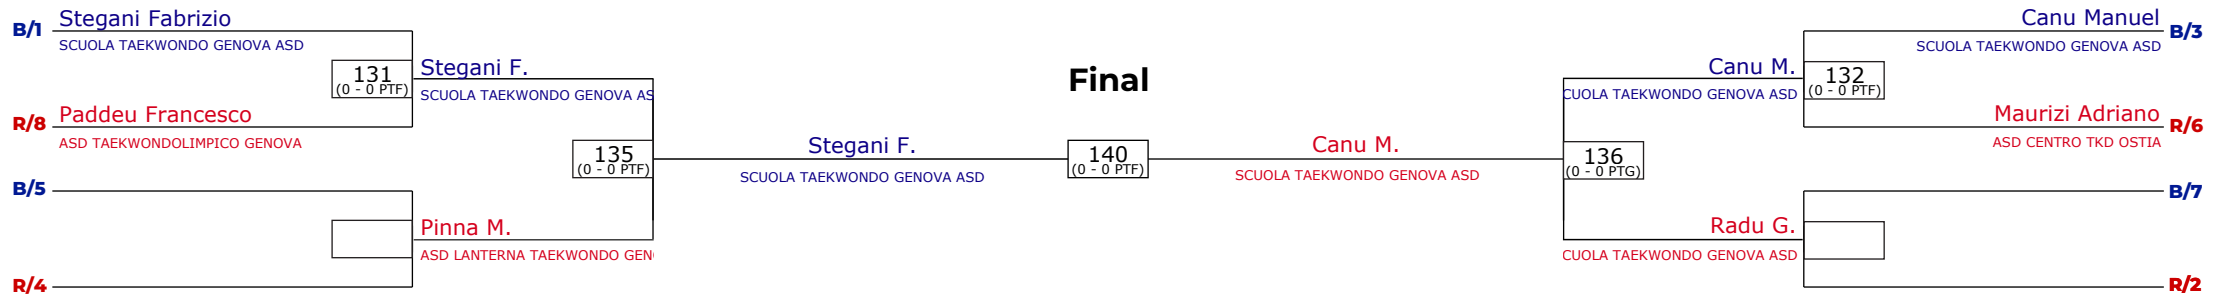 B/1
Stegani Fabrizio
SCUOLA TAEKWONDO GENOVA ASD
131
(0 - 0 PTF)
Stegani F.
SCUOLA TAEKWONDO GENOVA AS
R/8
Paddeu Francesco
ASD TAEKWONDOLIMPICO GENOVA
135
(0 - 0 PTF)
B/5
Pinna M.
ASD LANTERNA TAEKWONDO GEN
R/4
Final
Stegani F.
SCUOLA TAEKWONDO GENOVA ASD
140
(0 - 0 PTF)
Canu M.
SCUOLA TAEKWONDO GENOVA ASD
Canu Manuel
B/3
SCUOLA TAEKWONDO GENOVA ASD
Canu M.
CUOLA TAEKWONDO GENOVA ASD
132
(0 - 0 PTF)
Maurizi Adriano
R/6
ASD CENTRO TKD OSTIA
136
(0 - 0 PTG)
B/7
Radu G.
CUOLA TAEKWONDO GENOVA ASD
R/2